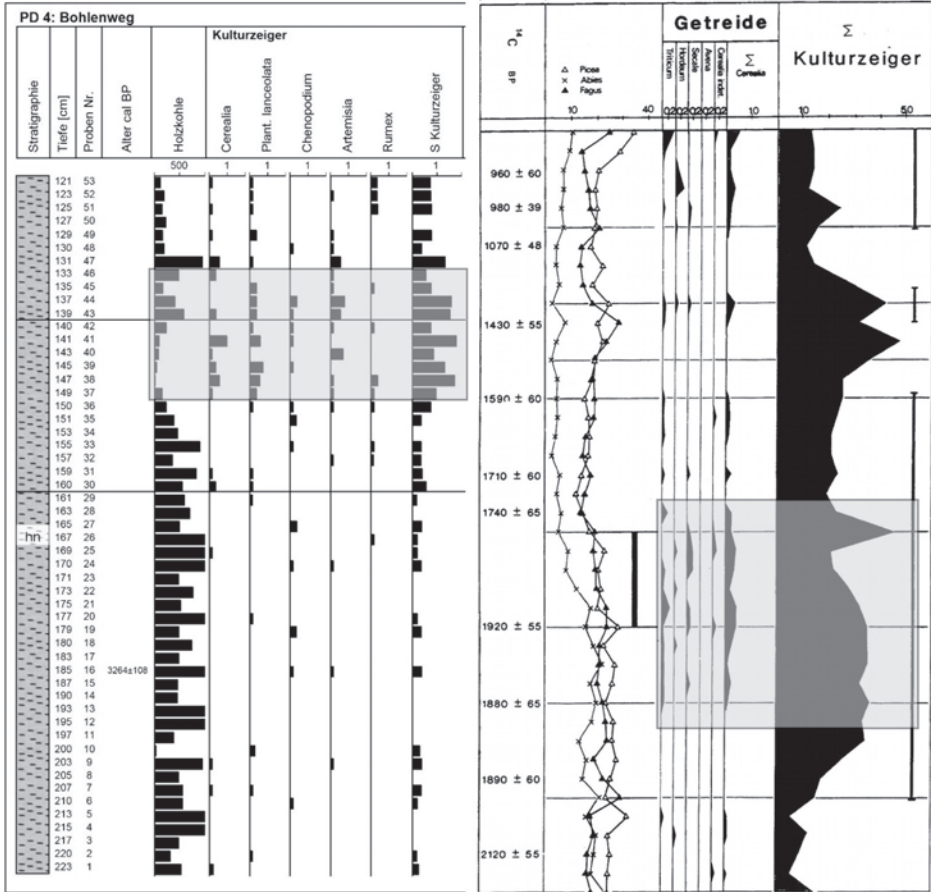 PD 4: Bohlenweg
Kulturzeiger
Stratigraphie
Tiefe [cm]
Proben Nr.
Alter cal BP
Holzkohle
Cerealia
Plant. lanceolata
Chenopodium
Artemisia
Rumex
S Kulturzeiger
500 1 1 1 1 1 1
121 53
123 52
125 51
127 50
129 49
130 48
131 47
133 46
135 45
137 44
139 43
140 42
141 41
143 40
145 39
147 38
149 37
150 36
151 35
153 34
155 33
157 32
159 31
160 30
161 29
163 28
165 27
hn 167 26
169 25
170 24
171 23
173 22
175 21
177 20
179 19
180 18
183 17
185 16 3264±108
187 15
190 14
193 13
195 12
197 11
200 10
203 9
205 8
207 7
210 6
213 5
215 4
217 3
220 2
223 1
Getreide
Σ
Kulturzeiger
14C
BP
Picea
Abies
Fagus
Triticum
Hordeum
Secale
Avena
Cerealia indet.
Σ
Cerealia
10 40
10
50
960 ± 60
980 ± 39
1070 ± 48
1430 ± 55
1590 ± 60
1710 ± 60
1740 ± 65
1920 ± 55
1880 ± 65
1890 ± 60
2120 ± 55